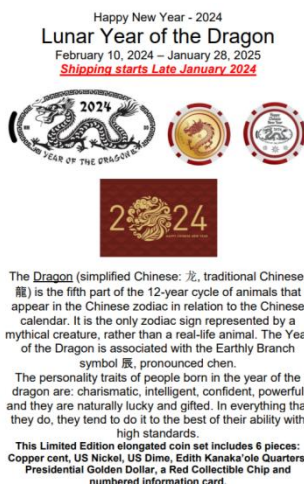 Happy New Year - 2024
Lunar Year of the Dragon
February 10, 2024 – January 28, 2025
Shipping starts Late January 2024
2024
YEAR OF THE DRAGON
2024
The Dragon (simplified Chinese: 龙, traditional Chinese
龍) is the fifth part of the 12-year cycle of animals that
appear in the Chinese zodiac in relation to the Chinese
calendar. It is the only zodiac sign represented by a
mythical creature, rather than a real-life animal. The Yea
of the Dragon is associated with the Earthly Branch
symbol 辰, pronounced chen.
The personality traits of people born in the year of the
dragon are: charismatic, intelligent, confident, powerful
and they are naturally lucky and gifted. In everything tha
they do, they tend to do it to the best of their ability with
high standards.
This Limited Edition elongated coin set includes 6 pieces:
Copper cent, US Nickel, US Dime, Edith Kanaka'ole Quarters
Presidential Golden Dollar, a Red Collectible Chip and
numbered information card.